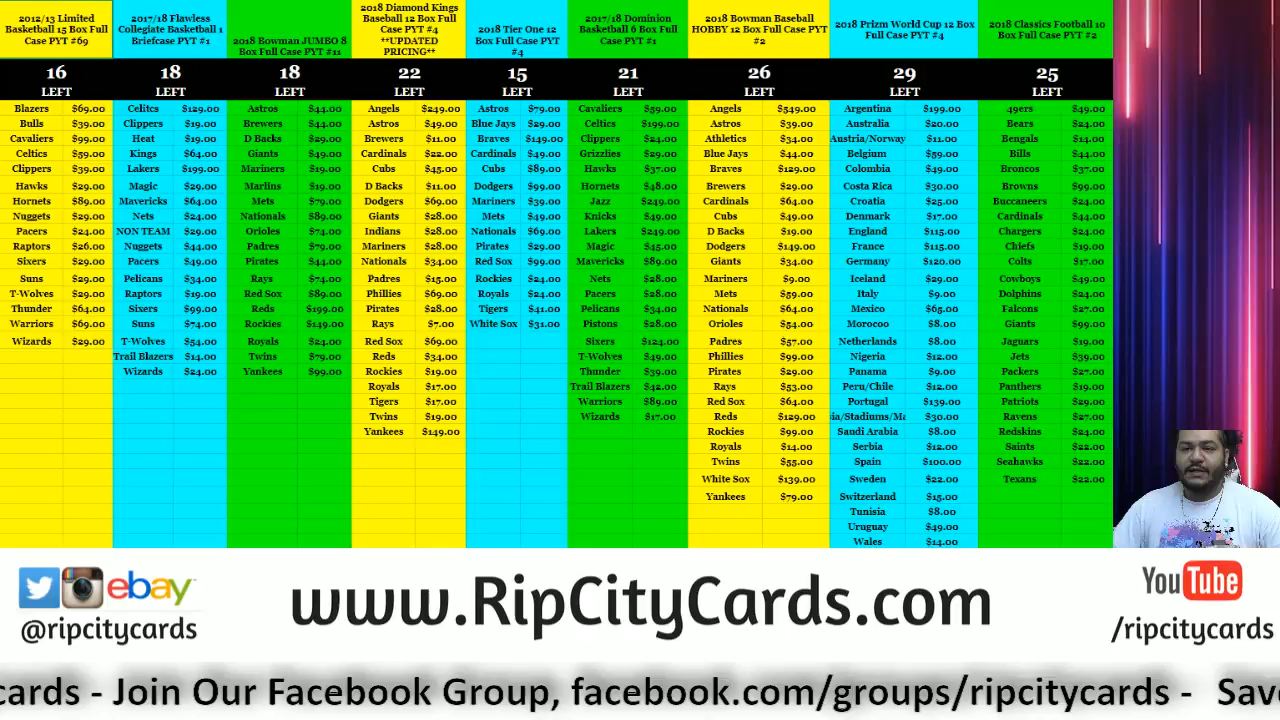 2012/13 Limited
Basketball 15 Box Full
Case PYT #69
16
LEFT
Blazers $69.00
Bulls $39.00
Cavaliers $99.00
Celtics $59.00
Clippers $39.00
Hawks $29.00
Hornets $89.00
Nuggets $29.00
Pacers $24.00
Raptors $26.00
Sixers $29.00
Suns $29.00
T-Wolves $29.00
Thunder $64.00
Warriors $69.00
Wizards $29.00
2017/18 Flawless
Collegiate Basketball 1
Briefcase PYT #1
18
LEFT
Celitcs $129.00
Clippers $19.00
Heat $19.00
Kings $64.00
Lakers $199.00
Magic $29.00
Mavericks $64.00
Nets $24.00
NON TEAM $29.00
Nuggets $44.00
Pacers $49.00
Pelicans $34.00
Raptors $19.00
Sixers $99.00
Suns $74.00
T-Wolves $54.00
Trail Blazers $14.00
Wizards $24.00
2018 Bowman JUMBO 8
Box Full Case PYT #11
18
LEFT
Astros $44.00
Brewers $44.00
D Backs $29.00
Giants $49.00
Mariners $19.00
Marlins $19.00
Mets $79.00
Nationals $89.00
Orioles $74.00
Padres $79.00
Pirates $44.00
Rays $74.00
Red Sox $89.00
Reds $199.00
Rockies $149.00
Royals $24.00
Twins $79.00
Yankees $99.00
2018 Diamond Kings
Baseball 12 Box Full
Case PYT #4
**UPDATED
PRICING**
22
LEFT
Angels $249.00
Astros $49.00
Brewers $11.00
Cardinals $22.00
Cubs $45.00
D Backs $11.00
Dodgers $69.00
Giants $28.00
Indians $28.00
Mariners $28.00
Nationals $34.00
Padres $15.00
Phillies $69.00
Pirates $28.00
Rays $7.00
Red Sox $69.00
Reds $34.00
Rockies $19.00
Royals $17.00
Tigers $17.00
Twins $19.00
Yankees $149.00
2018 Tier One 12
Box Full Case PYT
#4
15
LEFT
Astros $79.00
Blue Jays $29.00
Braves $149.00
Cardinals $49.00
Cubs $89.00
Dodgers $99.00
Mariners $39.00
Mets $49.00
Nationals $69.00
Pirates $29.00
Red Sox $99.00
Rockies $24.00
Royals $24.00
Tigers $41.00
White Sox $31.00
2017/18 Dominion
Basketball 6 Box Full
Case PYT #1
21
LEFT
Cavaliers $59.00
Celtics $199.00
Clippers $24.00
Grizzlies $29.00
Hawks $37.00
Hornets $48.00
Jazz $249.00
Knicks $49.00
Lakers $249.00
Magic $45.00
Mavericks $89.00
Nets $28.00
Pacers $28.00
Pelicans $34.00
Pistons $28.00
Sixers $124.00
T-Wolves $49.00
Thunder $39.00
Trail Blazers $42.00
Warriors $89.00
Wizards $17.00
2018 Bowman Baseball
HOBBY 12 Box Full Case PYT
#2
26
LEFT
Angels $549.00
Astros $39.00
Athletics $34.00
Blue Jays $44.00
Braves $129.00
Brewers $29.00
Cardinals $64.00
Cubs $49.00
D Backs $19.00
Dodgers $149.00
Giants $34.00
Mariners $9.00
Mets $59.00
Nationals $64.00
Orioles $54.00
Padres $57.00
Phillies $99.00
Pirates $29.00
Rays $53.00
Red Sox $64.00
Reds $129.00
Rockies $99.00
Royals $14.00
Twins $55.00
White Sox $139.00
Yankees $79.00
2018 Prizm World Cup 12 Box
Full Case PYT #4
29
LEFT
Argentina $199.00
Australia $20.00
Austria/Norway $11.00
Belgium $59.00
Colombia $49.00
Costa Rica $30.00
Croatia $25.00
Denmark $17.00
England $115.00
France $115.00
Germany $120.00
Iceland $29.00
Italy $9.00
Mexico $65.00
Morocoo $8.00
Netherlands $8.00
Nigeria $12.00
Panama $9.00
Peru/Chile $12.00
Portugal $139.00
ia/Stadiums/Ma $30.00
Saudi Arabia $8.00
Serbia $12.00
Spain $100.00
Sweden $22.00
Switzerland $15.00
Tunisia $8.00
Uruguay $49.00
Wales $14.00
2018 Classics Football 10
Box Full Case PYT #2
25
LEFT
49ers $49.00
Bears $24.00
Bengals $14.00
Bills $44.00
Broncos $37.00
Browns $99.00
Buccaneers $24.00
Cardinals $44.00
Chargers $24.00
Chiefs $19.00
Colts $17.00
Cowboys $49.00
Dolphins $24.00
Falcons $27.00
Giants $99.00
Jaguars $19.00
Jets $39.00
Packers $27.00
Panthers $19.00
Patriots $29.00
Ravens $27.00
Redskins $24.00
Saints $22.00
Seahawks $22.00
Texans $22.00
ebay
@ripcitycards
www.RipCityCards.com
You Tube
/ripcitycards
cards - Join Our Facebook Group, facebook.com/groups/ripcitycards - Save